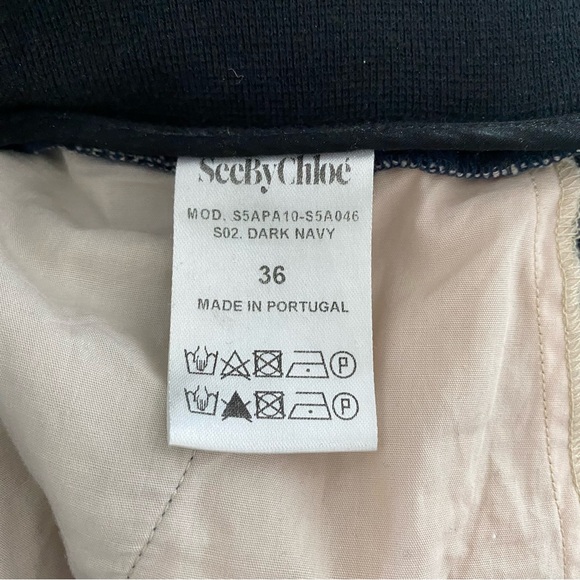 SeeByChloé
MOD. S5APA10-S5A046
S02. DARK NAVY
36
MADE IN PORTUGAL
P
P